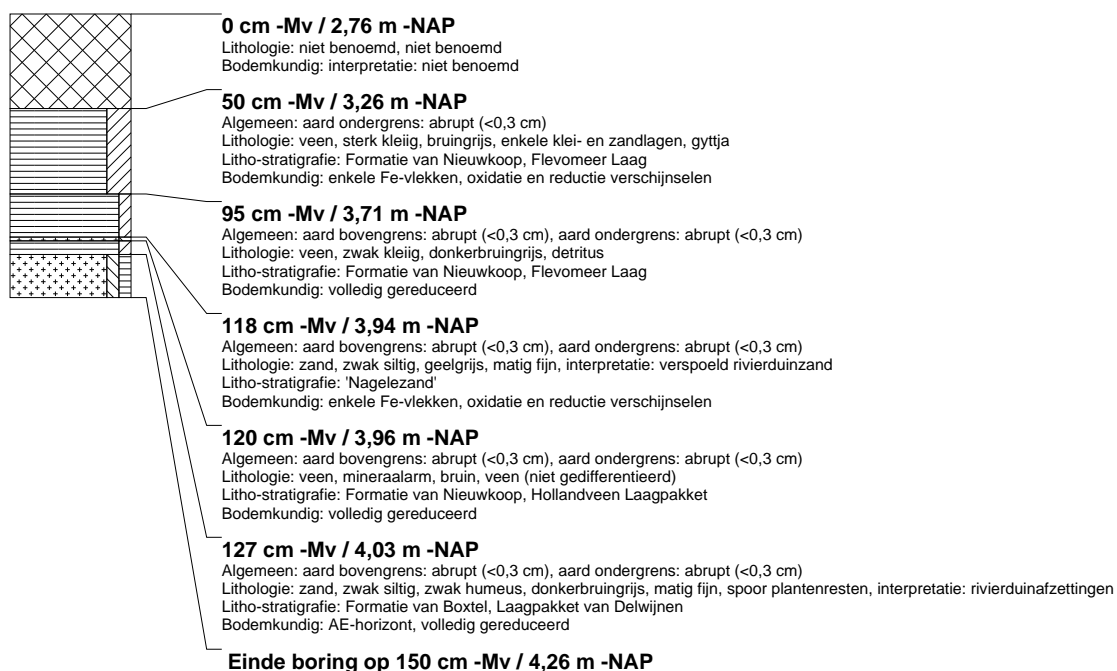 0 cm -Mv / 2,76 m -NAP
Lithologie: niet benoemd, niet benoemd
Bodemkundig: interpretatie: niet benoemd
50 cm -Mv / 3,26 m -NAP
Algemeen: aard ondergrens: abrupt (<0,3 cm)
Lithologie: veen, sterk kleiig, bruingrijs, enkele klei- en zandlagen, gyttja
Litho-stratigrafie: Formatie van Nieuwkoop, Flevomeer Laag
Bodemkundig: enkele Fe-vlekken, oxidatie en reductie verschijnselen
95 cm -Mv / 3,71 m -NAP
Algemeen: aard bovengrens: abrupt (<0,3 cm), aard ondergrens: abrupt (<0,3 cm)
Lithologie: veen, zwak kleiig, donkerbruingrijs, detritus
Litho-stratigrafie: Formatie van Nieuwkoop, Flevomeer Laag
Bodemkundig: volledig gereduceerd
118 cm -Mv / 3,94 m -NAP
Algemeen: aard bovengrens: abrupt (<0,3 cm), aard ondergrens: abrupt (<0,3 cm)
Lithologie: zand, zwak siltig, geelgrijs, matig fijn, interpretatie: verspoeld rivierduinzand
Litho-stratigrafie: 'Nagelezand'
Bodemkundig: enkele Fe-vlekken, oxidatie en reductie verschijnselen
120 cm -Mv / 3,96 m -NAP
Algemeen: aard bovengrens: abrupt (<0,3 cm), aard ondergrens: abrupt (<0,3 cm)
Lithologie: veen, mineraalarm, bruin, veen (niet gedifferentieerd)
Litho-stratigrafie: Formatie van Nieuwkoop, Hollandveen Laagpakket
Bodemkundig: volledig gereduceerd
127 cm -Mv / 4,03 m -NAP
Algemeen: aard bovengrens: abrupt (<0,3 cm), aard ondergrens: abrupt (<0,3 cm)
Lithologie: zand, zwak siltig, zwak humeus, donkerbruingrijs, matig fijn, spoor plantenresten, interpretatie: rivierduinafzettingen
Litho-stratigrafie: Formatie van Boxtel, Laagpakket van Delwijnen
Bodemkundig: AE-horizont, volledig gereduceerd
Einde boring op 150 cm -Mv / 4,26 m -NAP